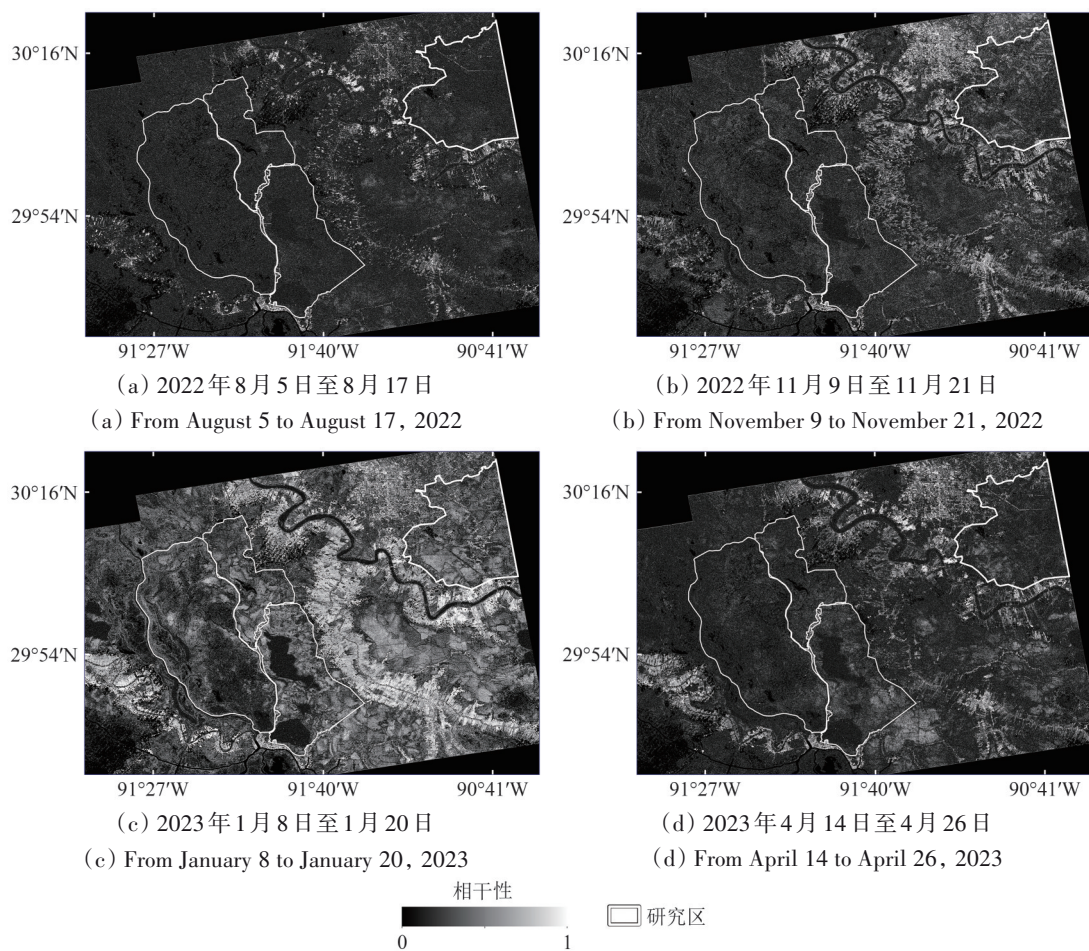 30°16′N
30°16′N
29°54′N
29°54′N
91°27′W 91°40′W 90°41′W
91°27′W 91°40′W 90°41′W
(a) 2022年8月5日至8月17日
(b) 2022年11月9日至11月21日
(a) From August 5 to August 17, 2022
(b) From November 9 to November 21, 2022
30°16′N
30°16′N
29°54′N
29°54′N
91°27′W 91°40′W 90°41′W
91°27′W 91°40′W 90°41′W
(c) 2023年1月8日至1月20日
(d) 2023年4月14日至4月26日
(c) From January 8 to January 20, 2023
(d) From April 14 to April 26, 2023
相干性
0 1
研究区